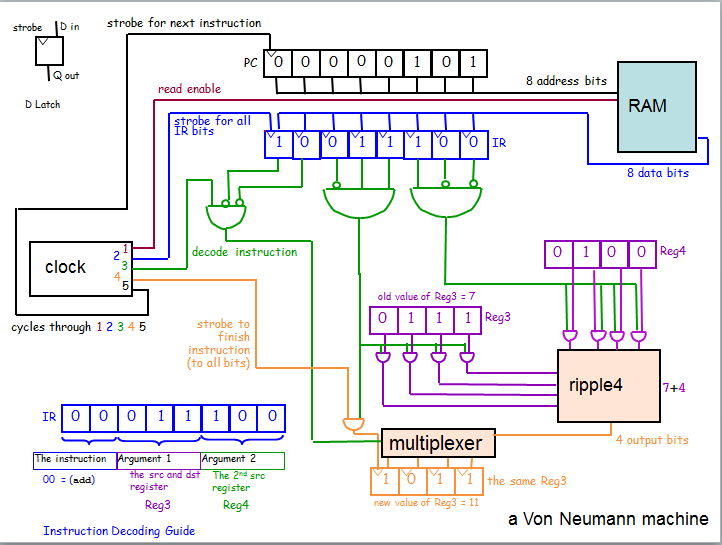 strobe for next instruction
strobe
D in
Q out
D Latch
PC
0 0 0 0 0 1 0 1
8 address bits
read enable
RAM
strobe for all
IR bits
1 0 0 1 1 1 0 0
IR
8 data bits
clock
1
2
3
4
5
decode instruction
0 1 0 0
Reg4
old value of Reg3 = 7
0 1 1 1
Reg3
cycles through 1 2 3 4 5
strobe to
finish
instruction
(to all bits)
ripple4
7+4
IR
0 0 0 1 1 1 0 0
multiplexer
4 output bits
The instruction
Argument 1
Argument 2
00 = (add)
the src and dst
register
Reg3
The 2nd src
register
Reg4
1 0 1 1
the same Reg3
new value of Reg3 = 11
Instruction Decoding Guide
a Von Neumann machine